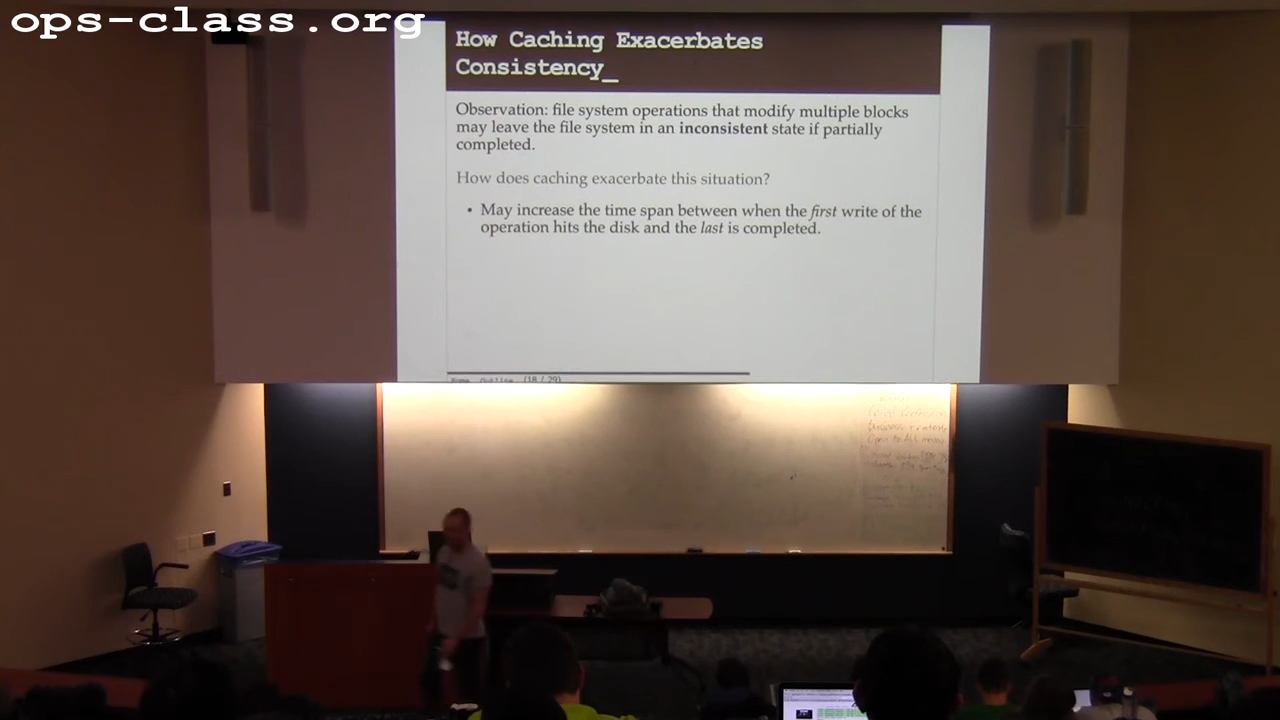 ops-class.org
How Caching Exacerbates
Consistency_
Observation: file system operations that modify multiple blocks
may leave the file system in an inconsistent state if partially
completed.
How does caching exacerbate this situation?
• May increase the time span between when the first write of the
operation hits the disk and the last is completed.
(18 / 29)